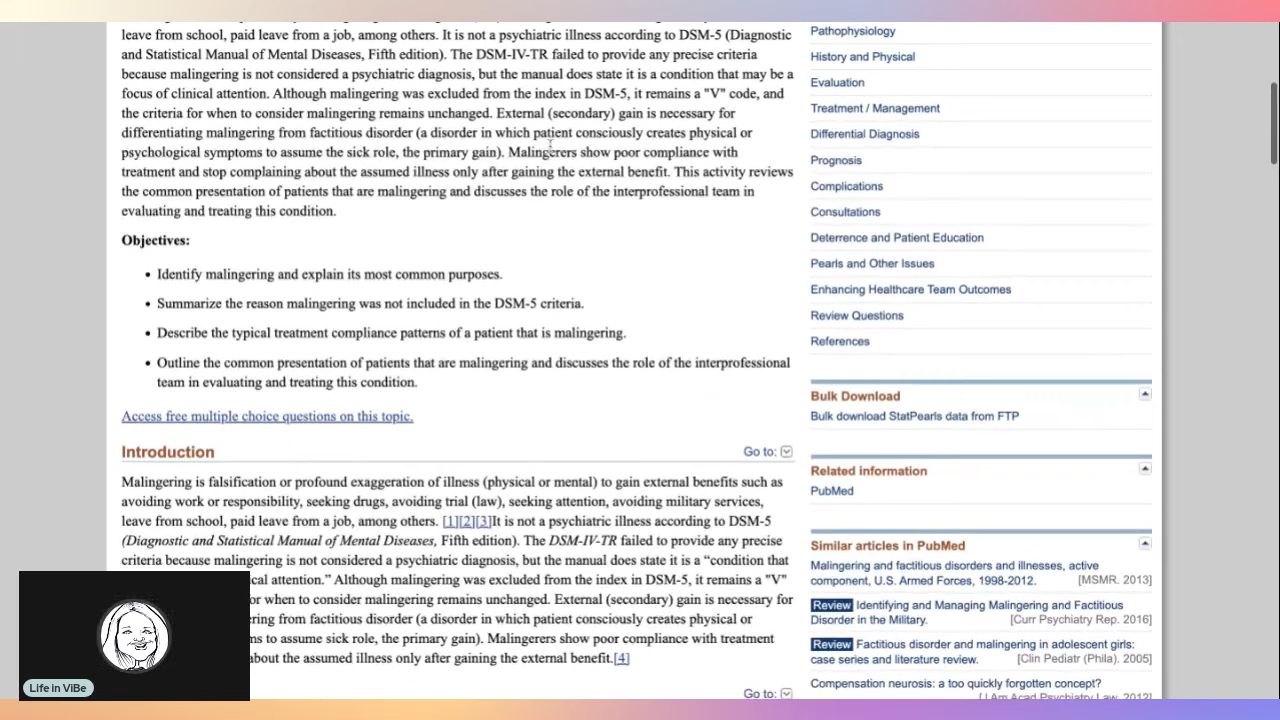 leave from school, paid leave from a job, among others. It is not a psychiatric illness according to DSM-5 (Diagnostic
and Statistical Manual of Mental Diseases, Fifth edition). The DSM-IV-TR failed to provide any precise criteria
because malingering is not considered a psychiatric diagnosis, but the manual does state it is a condition that may be a
focus of clinical attention. Although malingering was excluded from the index in DSM-5, it remains a "V" code, and
the criteria for when to consider malingering remains unchanged. External (secondary) gain is necessary for
differentiating malingering from factitious disorder (a disorder in which patient consciously creates physical or
psychological symptoms to assume the sick role, the primary gain). Malingerers show poor compliance with
treatment and stop complaining about the assumed illness only after gaining the external benefit. This activity reviews
the common presentation of patients that are malingering and discusses the role of the interprofessional team in
evaluating and treating this condition.
Objectives:
• Identify malingering and explain its most common purposes.
• Summarize the reason malingering was not included in the DSM-5 criteria.
• Describe the typical treatment compliance patterns of a patient that is malingering.
• Outline the common presentation of patients that are malingering and discusses the role of the interprofessional
team in evaluating and treating this condition.
Access free multiple choice questions on this topic.
Introduction
Go to:
Malingering is falsification or profound exaggeration of illness (physical or mental) to gain external benefits such as
avoiding work or responsibility, seeking drugs, avoiding trial (law), seeking attention, avoiding military services,
leave from school, paid leave from a job, among others. [1][2][3]It is not a psychiatric illness according to DSM-5
(Diagnostic and Statistical Manual of Mental Diseases, Fifth edition). The DSM-IV-TR failed to provide any precise
criteria because malingering is not considered a psychiatric diagnosis, but the manual does state it is a “condition that
cal attention.” Although malingering was excluded from the index in DSM-5, it remains a "V"
for when to consider malingering remains unchanged. External (secondary) gain is necessary for
ering from factitious disorder (a disorder in which patient consciously creates physical or
ms to assume sick role, the primary gain). Malingerers show poor compliance with treatment
about the assumed illness only after gaining the external benefit.[4]
Go to:
Pathophysiology
History and Physical
Evaluation
Treatment / Management
Differential Diagnosis
Prognosis
Complications
Consultations
Deterrence and Patient Education
Pearls and Other Issues
Enhancing Healthcare Team Outcomes
Review Questions
References
Bulk Download
Bulk download StatPearls data from FTP
Related information
PubMed
Similar articles in PubMed
Malingering and factitious disorders and illnesses, active
component, U.S. Armed Forces, 1998-2012. [MSMR. 2013]
Review Identifying and Managing Malingering and Factitious
Disorder in the Military. [Curr Psychiatry Rep. 2016]
Review Factitious disorder and malingering in adolescent girls:
case series and literature review. [Clin Pediatr (Phila). 2005]
Compensation neurosis: a too quickly forgotten concept?
[J Am Acad Psychiatry Law. 2012]
Life in ViBe